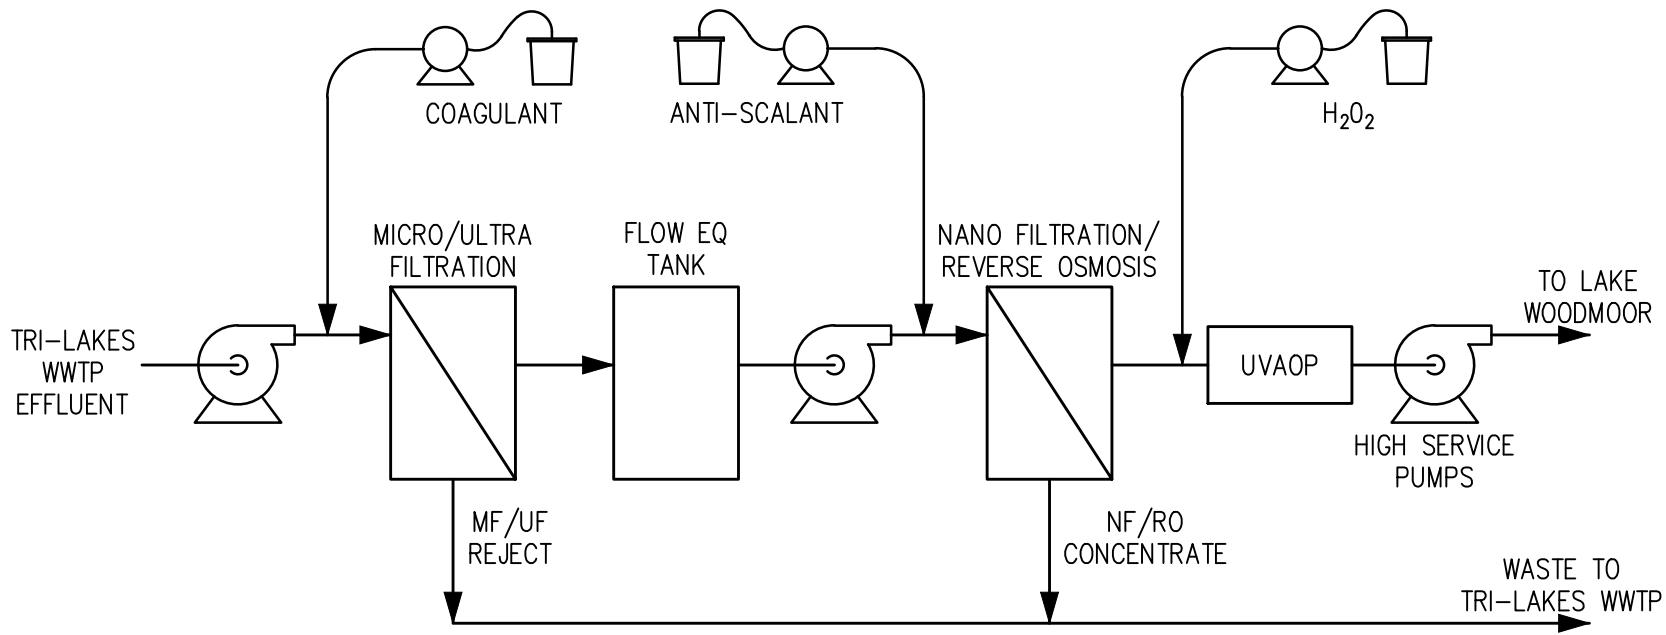 COAGULANT
ANTI-SCALANT
H₂O₂
MICRO/ULTRA
FILTRATION
FLOW EQ
TANK
NANO FILTRATION/
REVERSE OSMOSIS
TO LAKE
WOODMOOR
TRI-LAKES
WWTP
EFFLUENT
UVAOP
HIGH SERVICE
PUMPS
MF/UF
REJECT
NF/RO
CONCENTRATE
WASTE TO
TRI-LAKES WWTP